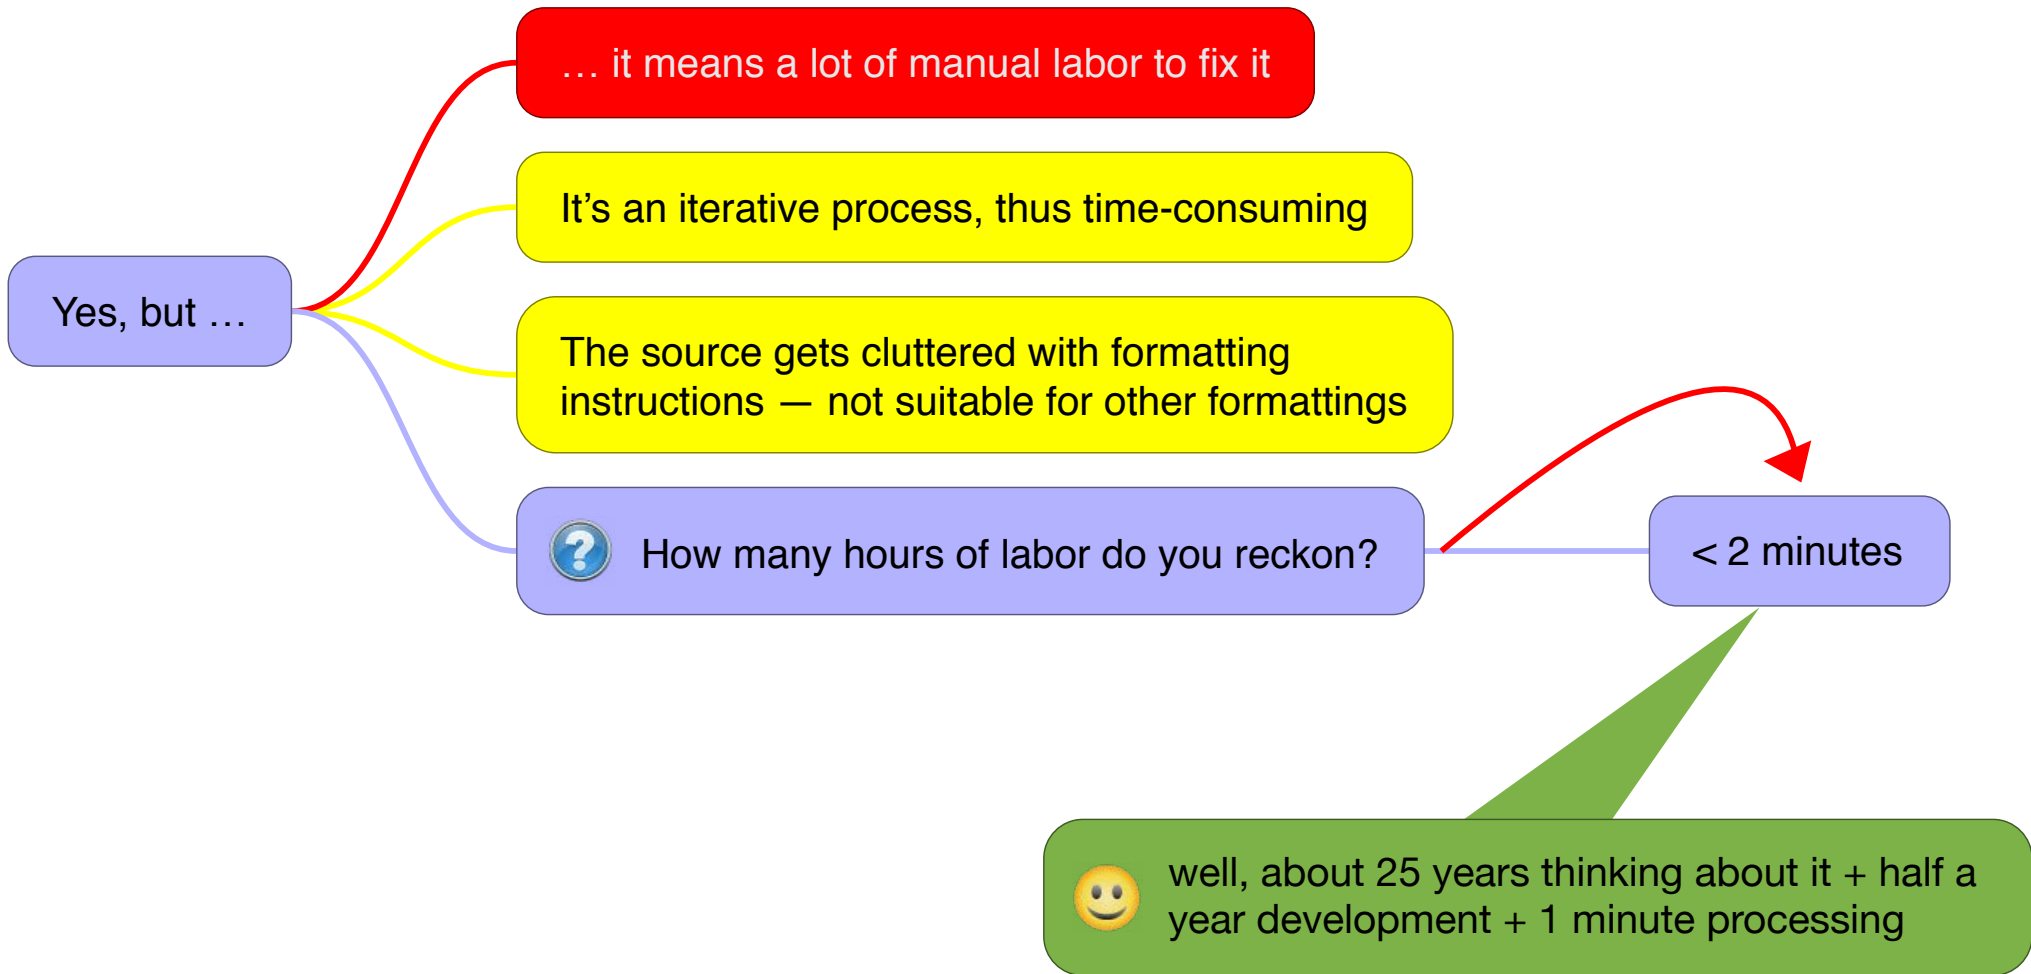 … it means a lot of manual labor to fix it
It’s an iterative process, thus time-consuming
Yes, but …
The source gets cluttered with formatting
instructions — not suitable for other formattings
How many hours of labor do you reckon?
< 2 minutes
well, about 25 years thinking about it + half a
year development + 1 minute processing